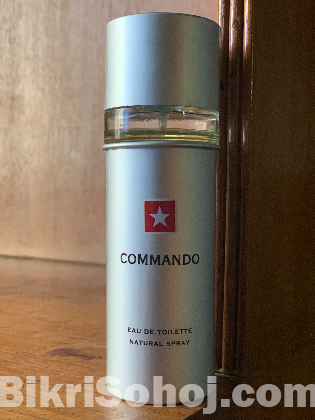 COMMANDO
EAU DE TOILETTE
NATURAL SPRAY
BikriSohoj.com